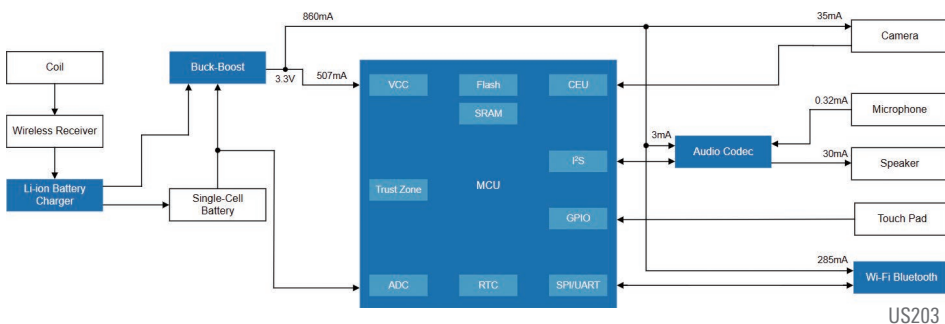 860mA
35mA
Camera
Coil
Buck-Boost
3.3V
507mA
VCC
Flash
CEU
SRAM
0.32mA
Microphone
Wireless Receiver
3mA
Audio Codec
30mA
Speaker
I²S
MCU
Trust Zone
Li-ion Battery
Charger
Single-Cell
Battery
GPIO
Touch Pad
285mA
ADC
RTC
SPI/UART
Wi-Fi Bluetooth
US203